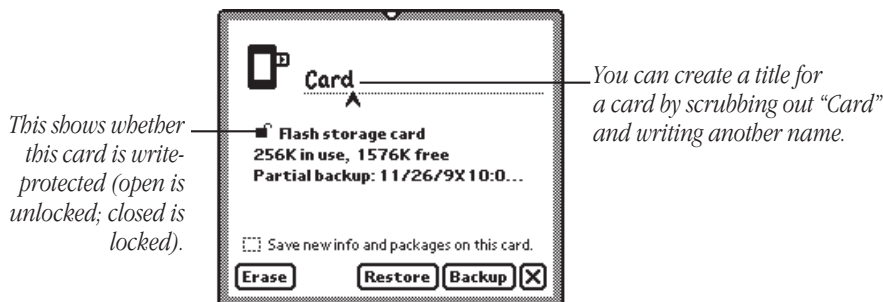 Card
You can create a title for
a card by scrubbing out “Card”
and writing another name.
This shows whether
this card is write-
protected (open is
unlocked; closed is
locked).
Flash storage card
256K in use, 1576K free
Partial backup: 11/26/9X 10:0...
Save new info and packages on this card.
Erase Restore Backup X